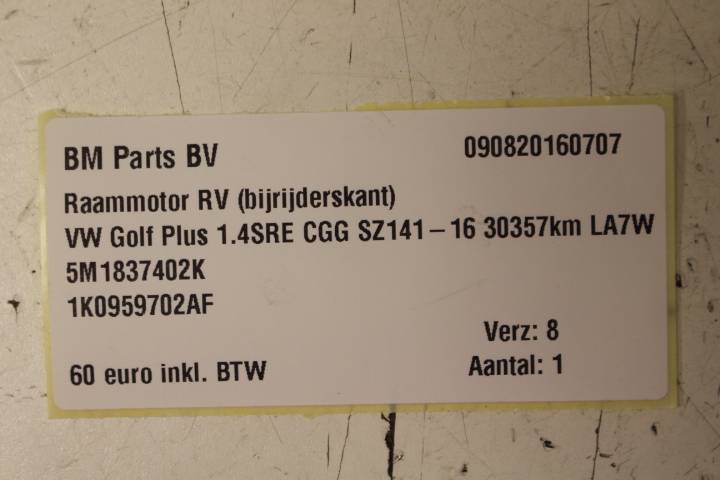 BM Parts BV 090820160707
Raammotor RV (bijrijderskant)
VW Golf Plus 1.4SRE CGG SZ141-16 30357km LA7W
5M1837402K
1K0959702AF
Verz: 8
60 euro inkl. BTW Aantal: 1